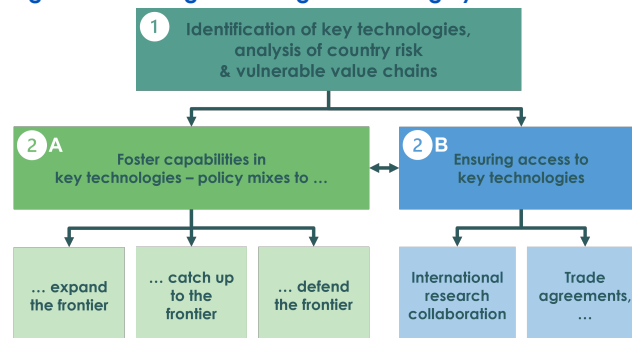 1
Identification of key technologies,
analysis of country risk
& vulnerable value chains
2 A
Foster capabilities in
key technologies – policy mixes to …
2 B
Ensuring access to
key technologies
… expand
the frontier
… catch up
to the
frontier
… defend
the frontier
International
research
collaboration
Trade
agreements,
…